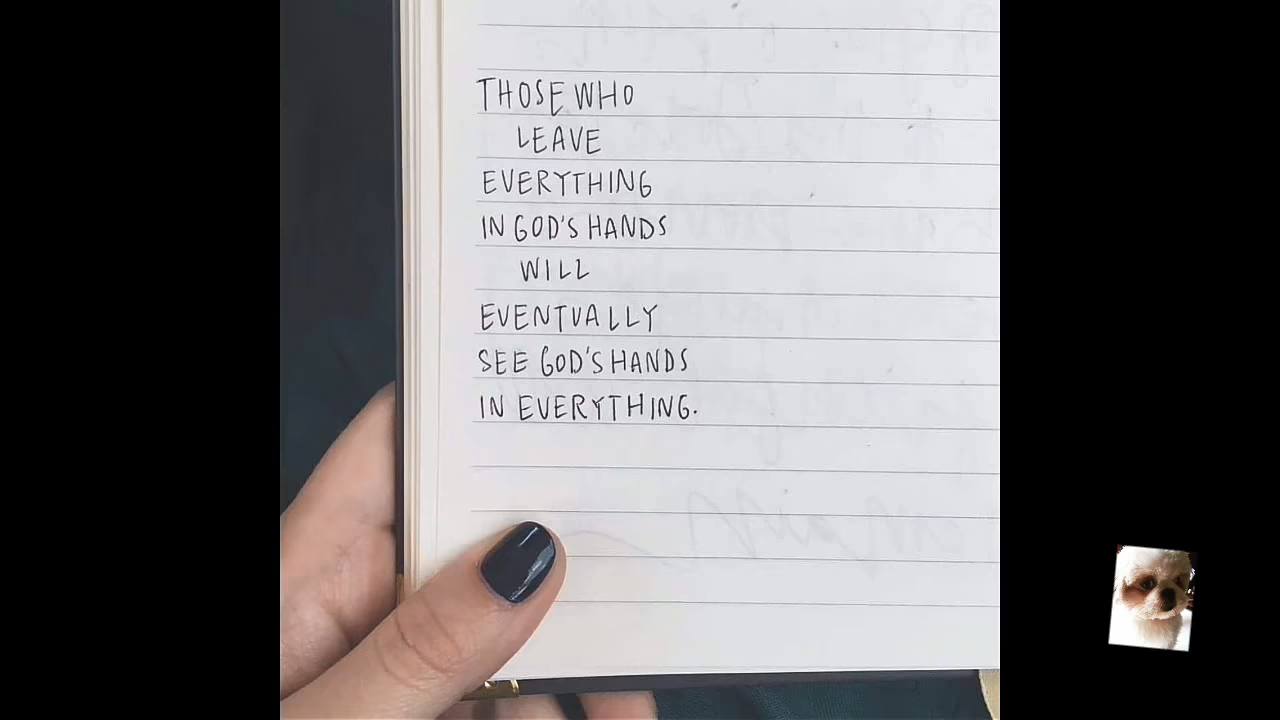 THOSE WHO
LEAVE
EVERYTHING
IN GOD'S HANDS
WILL
EVENTUALLY
SEE GOD'S HANDS
IN EVERYTHING.